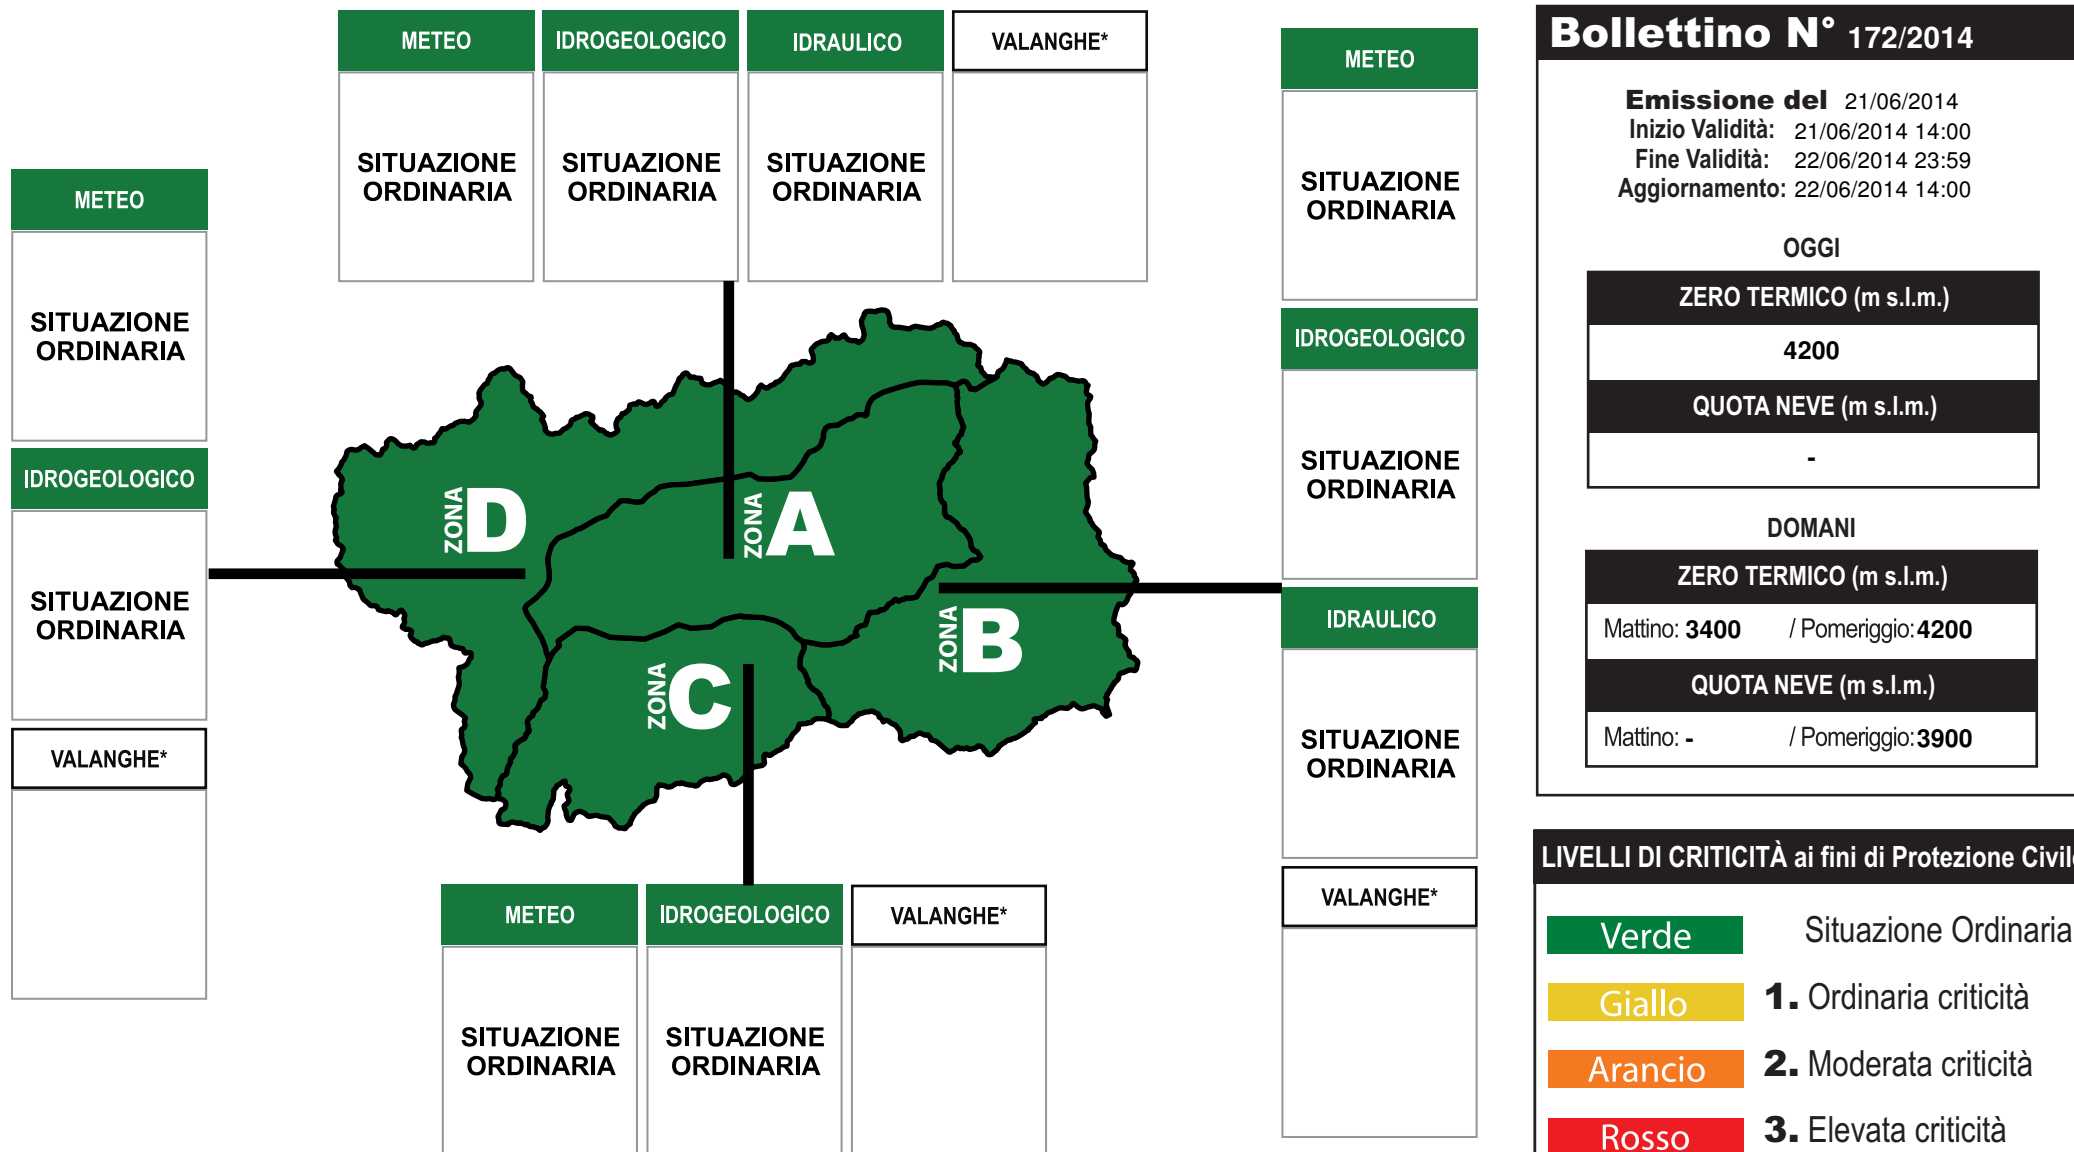 METEO IDROGEOLOGICO IDRAULICO VALANGHE*
SITUAZIONE ORDINARIA
SITUAZIONE ORDINARIA
SITUAZIONE ORDINARIA
METEO
SITUAZIONE
ORDINARIA
IDROGEOLOGICO
SITUAZIONE
ORDINARIA
VALANGHE*
ZONA D
ZONA A
ZONA B
ZONA C
METEO
SITUAZIONE
ORDINARIA
IDROGEOLOGICO
SITUAZIONE
ORDINARIA
IDRAULICO
SITUAZIONE
ORDINARIA
VALANGHE*
METEO IDROGEOLOGICO VALANGHE*
SITUAZIONE ORDINARIA
SITUAZIONE ORDINARIA
Bollettino N° 172/2014
Emissione del 21/06/2014
Inizio Validità: 21/06/2014 14:00
Fine Validità: 22/06/2014 23:59
Aggiornamento: 22/06/2014 14:00
OGGI
ZERO TERMICO (m s.l.m.)
4200
QUOTA NEVE (m s.l.m.)
-
DOMANI
ZERO TERMICO (m s.l.m.)
Mattino: 3400 / Pomeriggio: 4200
QUOTA NEVE (m s.l.m.)
Mattino: - / Pomeriggio: 3900
LIVELLI DI CRITICITÀ ai fini di Protezione Civile
Verde Situazione Ordinaria
Giallo 1. Ordinaria criticità
Arancio 2. Moderata criticità
Rosso 3. Elevata criticità